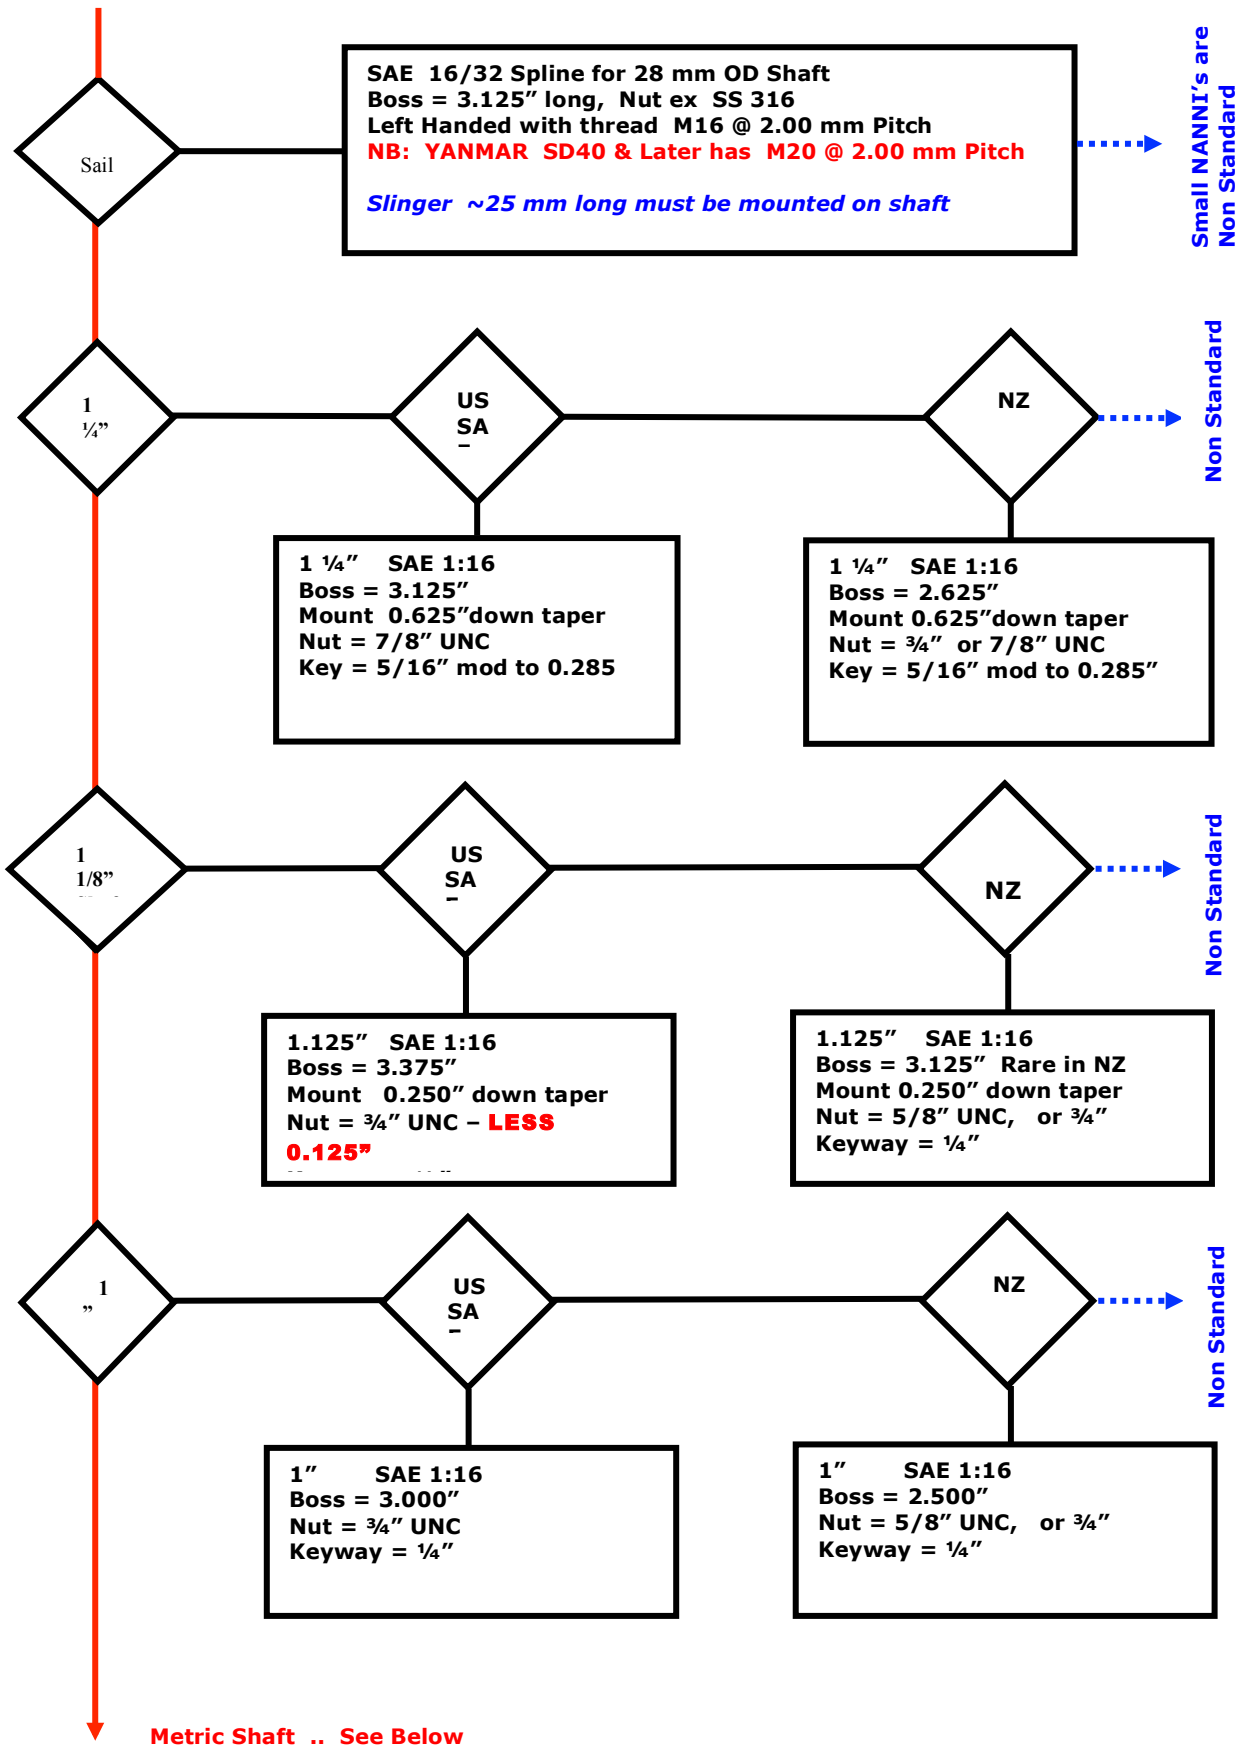 Sail
SAE 16/32 Spline for 28 mm OD Shaft
Boss = 3.125” long, Nut ex SS 316
Left Handed with thread M16 @ 2.00 mm Pitch
NB: YANMAR SD40 & Later has M20 @ 2.00 mm Pitch
Slinger ~25 mm long must be mounted on shaft
Small NANNI’s are
Non Standard
1
¼”
US
SA
–
NZ
Non Standard
1 ¼” SAE 1:16
Boss = 3.125”
Mount 0.625”down taper
Nut = 7/8” UNC
Key = 5/16” mod to 0.285
1 ¼” SAE 1:16
Boss = 2.625”
Mount 0.625”down taper
Nut = ¾” or 7/8” UNC
Key = 5/16” mod to 0.285”
1
1/8”
US
SA
–
NZ
Non Standard
1.125” SAE 1:16
Boss = 3.375”
Mount 0.250” down taper
Nut = ¾” UNC – LESS
0.125”
1.125” SAE 1:16
Boss = 3.125” Rare in NZ
Mount 0.250” down taper
Nut = 5/8” UNC, or ¾”
Keyway = ¼”
1
”
US
SA
–
NZ
Non Standard
1” SAE 1:16
Boss = 3.000”
Nut = ¾” UNC
Keyway = ¼”
1” SAE 1:16
Boss = 2.500”
Nut = 5/8” UNC, or ¾”
Keyway = ¼”
Metric Shaft .. See Below